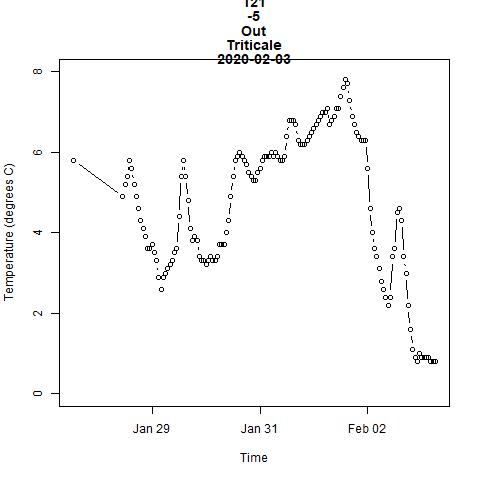 121
-5
Out
Triticale
2020-02-03
8
6
4
2
0
Temperature (degrees C)
Jan 29
Jan 31
Feb 02
Time